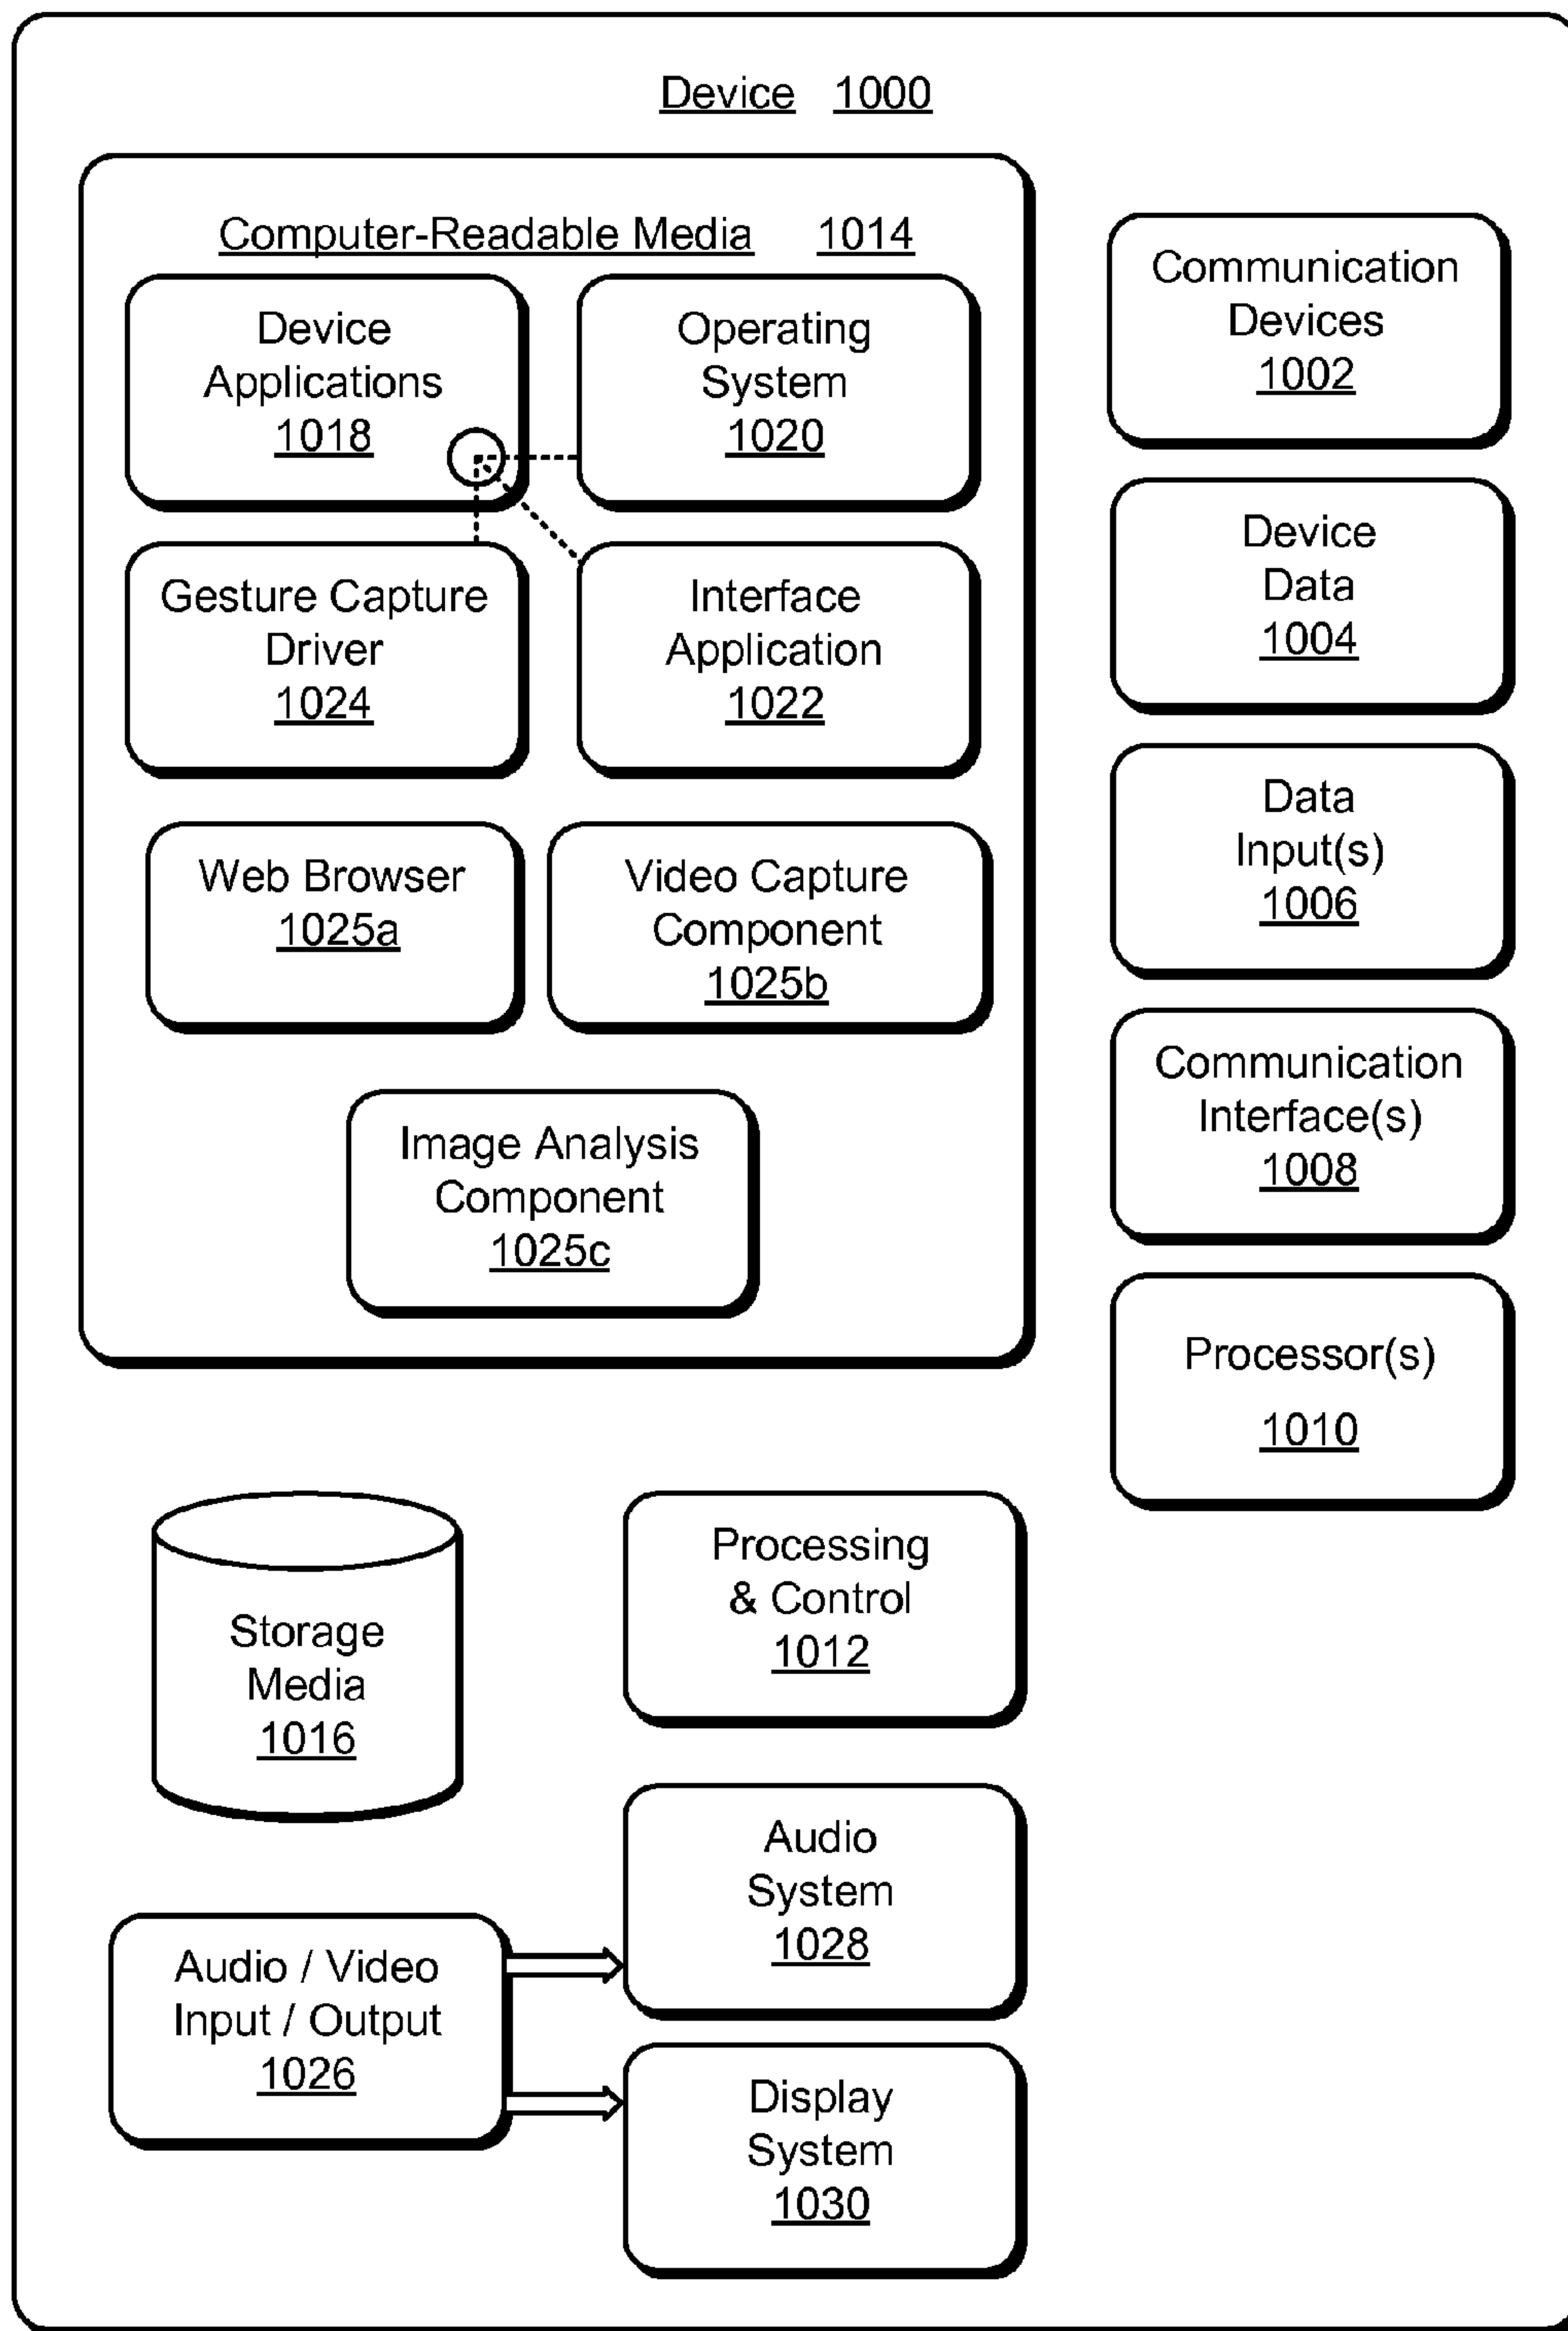 Device 1000
Computer-Readable Media 1014
Device
Applications
1018
Operating
System
1020
Gesture Capture
Driver
1024
Interface
Application
1022
Web Browser
1025a
Video Capture
Component
1025b
Image Analysis
Component
1025c
Communication
Devices
1002
Device
Data
1004
Data
Input(s)
1006
Communication
Interface(s)
1008
Processor(s)
1010
Storage
Media
1016
Processing
& Control
1012
Audio / Video
Input / Output
1026
Audio
System
1028
Display
System
1030